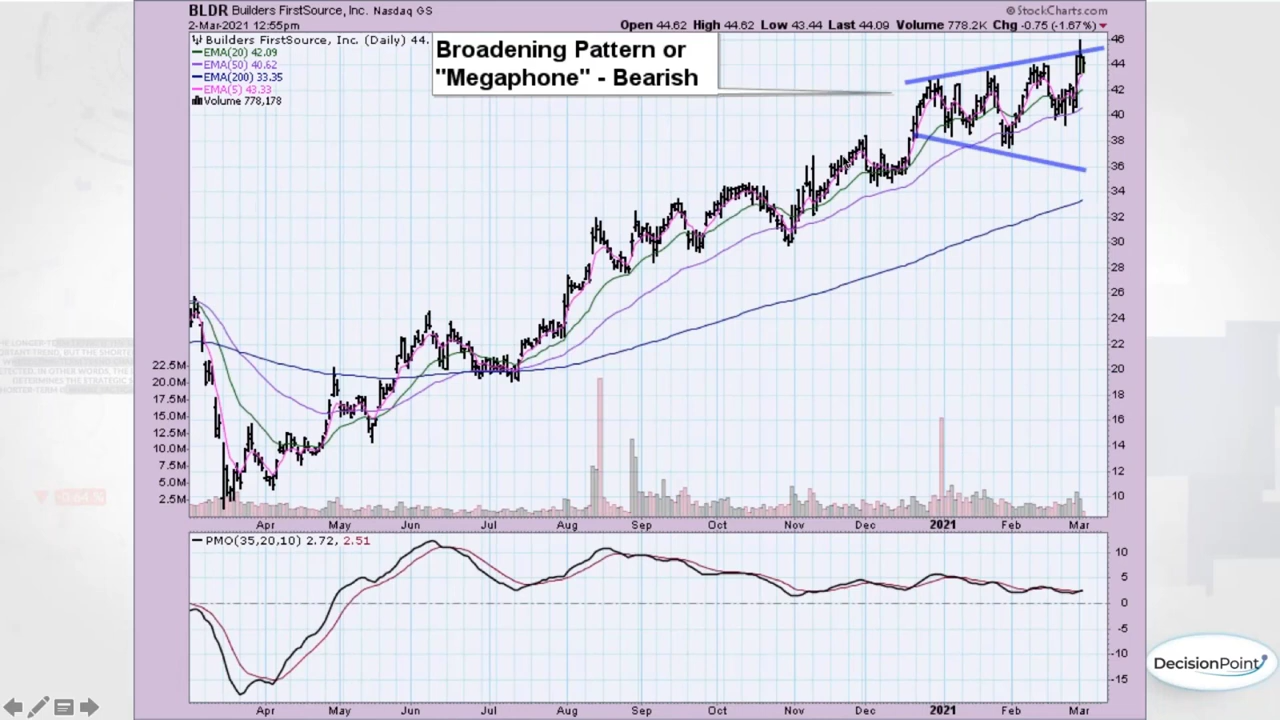 BLDR Builders FirstSource, Inc. Nasdaq GS
© StockCharts.com
2-Mar-2021 12:55pm
Open 44.62 High 44.62 Low 43.44 Last 44.09 Volume 778.2K Chg -0.75 (-1.67%)
Builders FirstSource, Inc. (Daily) 44.
EMA(20) 42.09
EMA(50) 40.62
EMA(200) 33.35
EMA(5) 43.33
Volume 778,178
Broadening Pattern or
"Megaphone" - Bearish
46
44
42
40
38
36
34
32
30
28
26
24
22
20
18
16
14
12
10
22.5M
20.0M
17.5M
15.0M
12.5M
10.0M
7.5M
5.0M
2.5M
Apr May Jun Jul Aug Sep Oct Nov Dec 2021 Feb Mar
PMO(35,20,10) 2.72, 2.51
10
5
0
-5
-10
-15
Apr May Jun Jul Aug Sep Oct Nov Dec 2021 Feb Mar
DecisionPoint